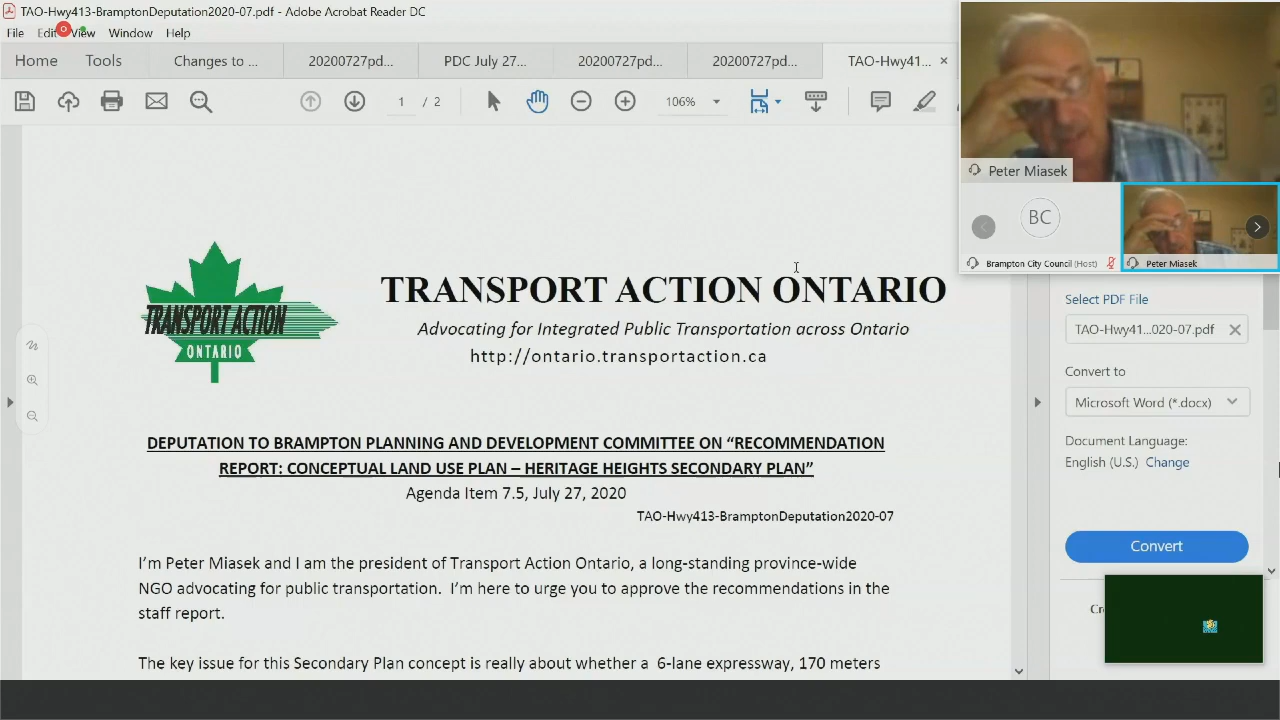 TAO-Hwy413-BramptonDeputation2020-07.pdf - Adobe Acrobat Reader DC
File Edit View Window Help
Home Tools Changes to ... 20200727pd... PDC July 27... 20200727pd... 20200727pd... TAO-Hwy41... ×
1 / 2 106%
Peter Miasek
BC
Brampton City Council (Host) Peter Miasek
TRANSPORT ACTION
ONTARIO
TRANSPORT ACTION ONTARIO
Advocating for Integrated Public Transportation across Ontario
http://ontario.transportaction.ca
DEPUTATION TO BRAMPTON PLANNING AND DEVELOPMENT COMMITTEE ON “RECOMMENDATION
REPORT: CONCEPTUAL LAND USE PLAN – HERITAGE HEIGHTS SECONDARY PLAN”
Agenda Item 7.5, July 27, 2020
TAO-Hwy413-BramptonDeputation2020-07
I’m Peter Miasek and I am the president of Transport Action Ontario, a long-standing province-wide
NGO advocating for public transportation. I’m here to urge you to approve the recommendations in the
staff report.
The key issue for this Secondary Plan concept is really about whether a 6-lane expressway, 170 meters
Select PDF File
TAO-Hwy41...020-07.pdf
Convert to
Microsoft Word (*.docx)
Document Language:
English (U.S.) Change
Convert